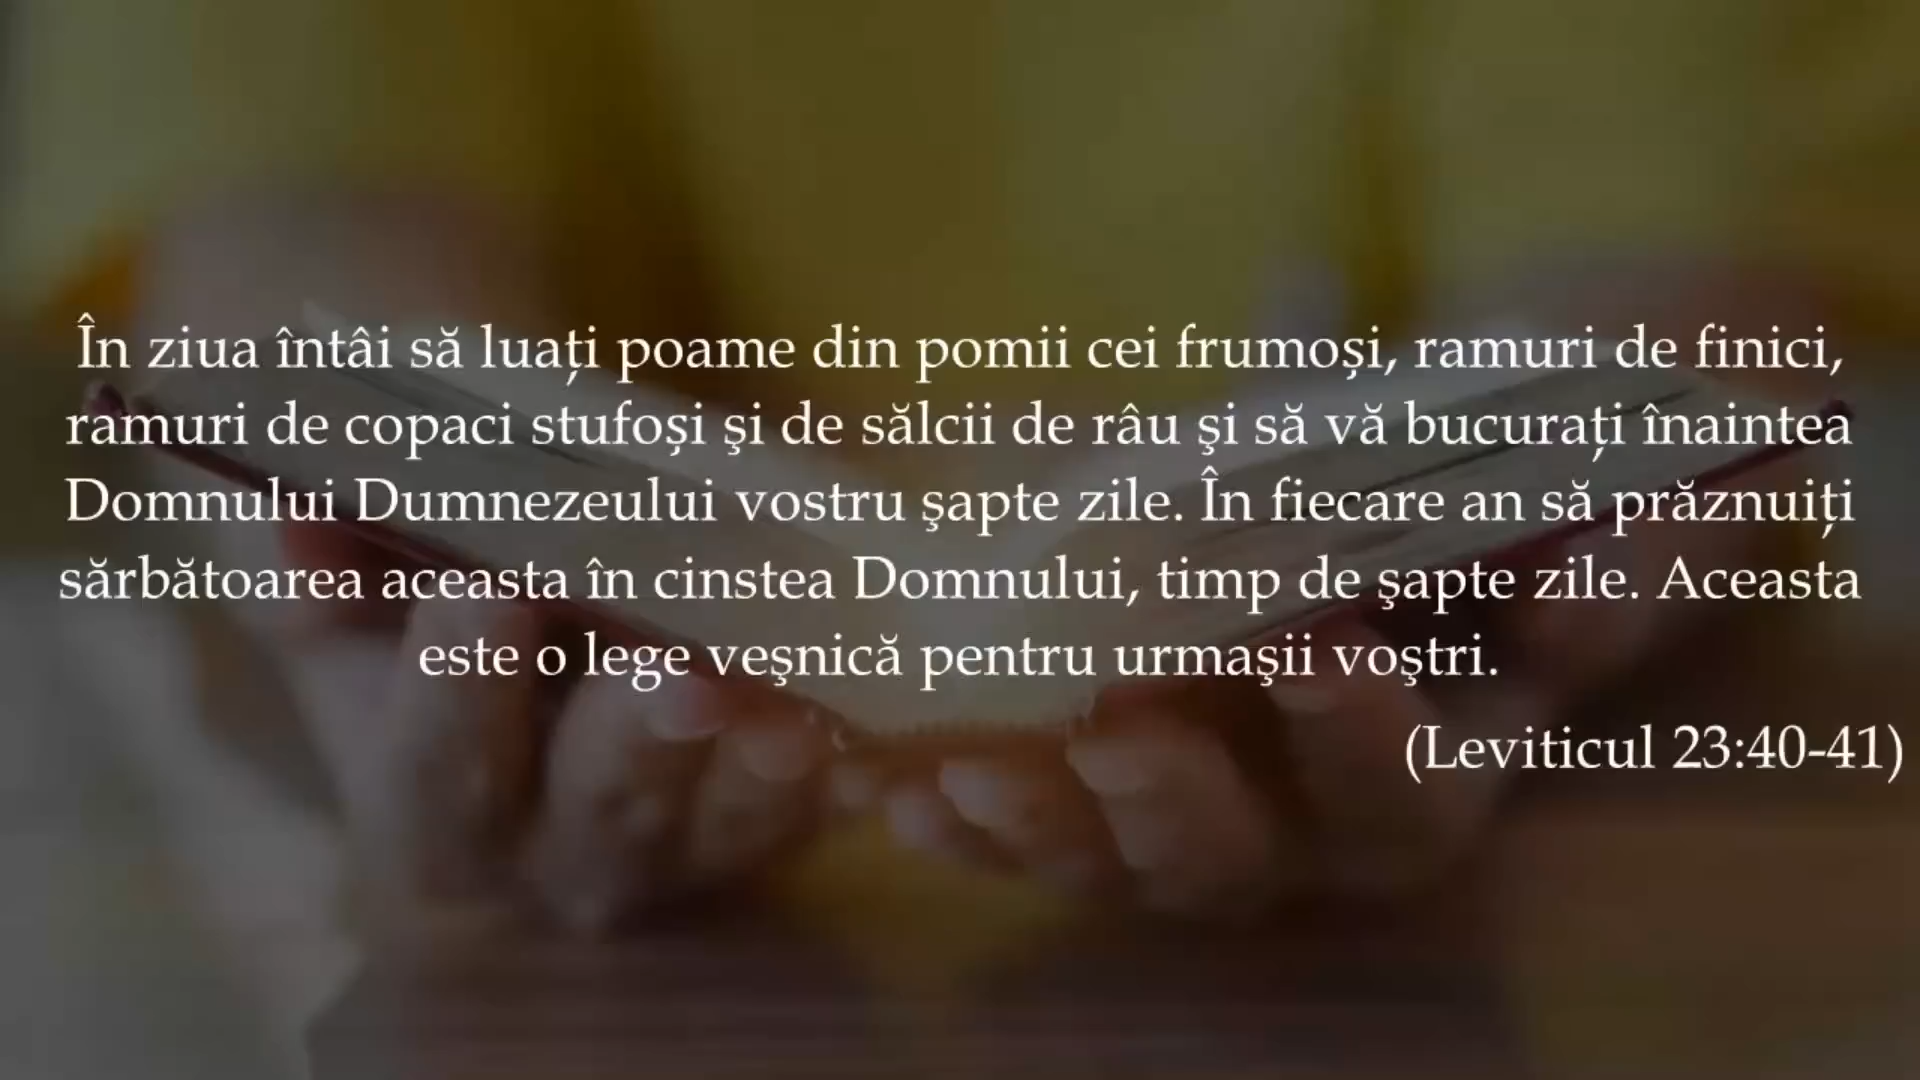 În ziua întâi să luați poame din pomii cei frumoși, ramuri de finici,
ramuri de copaci stufoși şi de sălcii de râu şi să vă bucurați înaintea
Domnului Dumnezeului vostru şapte zile. În fiecare an să prăznuiți
sărbătoarea aceasta în cinstea Domnului, timp de şapte zile. Aceasta
este o lege veşnică pentru urmaşii voştri.
(Leviticul 23:40-41)